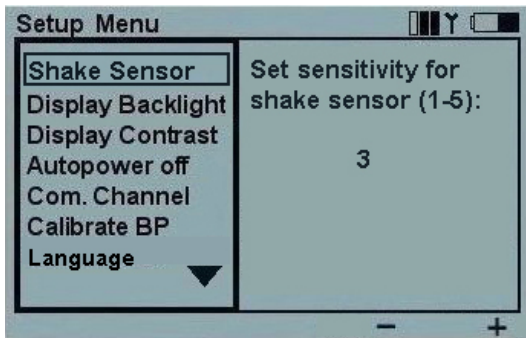 Setup Menu
Shake Sensor
Display Backlight
Display Contrast
Autopower off
Com. Channel
Calibrate BP
Language
Set sensitivity for
shake sensor (1-5):
3
- +